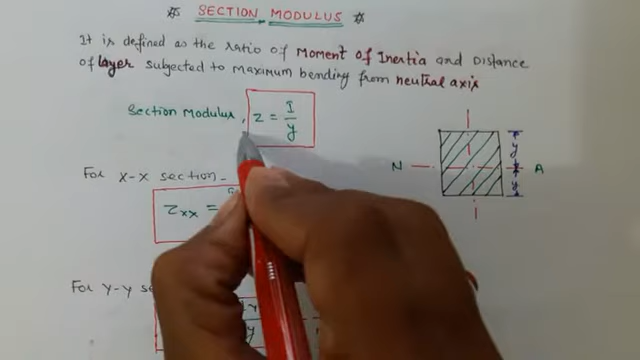 * SECTION MODULUS *
It is defined as the ratio of Moment of Inertia and Distance
of layer subjected to maximum bending from neutral axis
Section Modulus, Z = I / y
N A
y
y
For X-X section -
Zxx =
For Y-Y
y